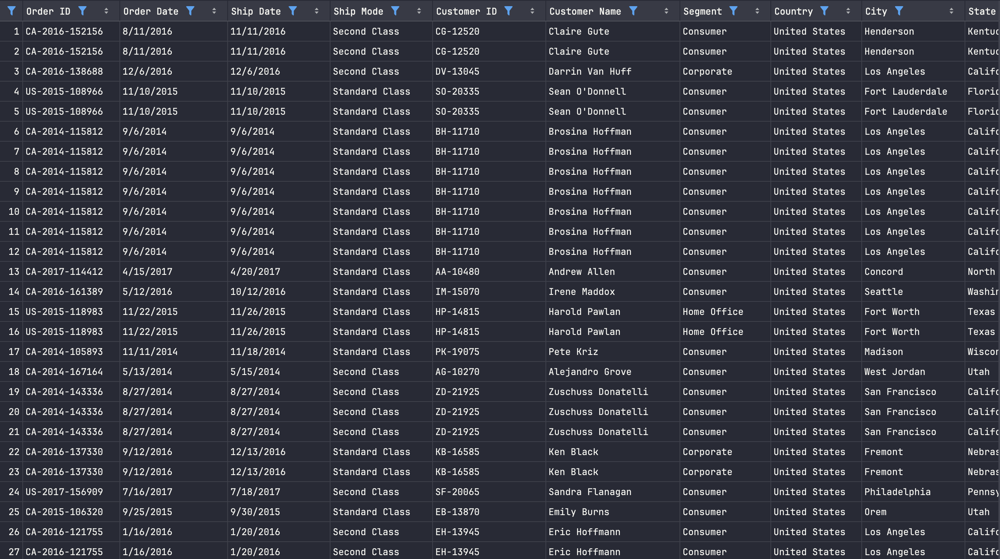 Order ID Order Date Ship Date Ship Mode Customer ID Customer Name Segment Country City State
1 CA-2016-152156 8/11/2016 11/11/2016 Second Class CG-12520 Claire Gute Consumer United States Henderson Kentuc
2 CA-2016-152156 8/11/2016 11/11/2016 Second Class CG-12520 Claire Gute Consumer United States Henderson Kentuc
3 CA-2016-138688 12/6/2016 12/6/2016 Second Class DV-13045 Darrin Van Huff Corporate United States Los Angeles Califo
4 US-2015-108966 11/10/2015 11/10/2015 Standard Class SO-20335 Sean O'Donnell Consumer United States Fort Lauderdale Florid
5 US-2015-108966 11/10/2015 11/10/2015 Standard Class SO-20335 Sean O'Donnell Consumer United States Fort Lauderdale Florid
6 CA-2014-115812 9/6/2014 9/6/2014 Standard Class BH-11710 Brosina Hoffman Consumer United States Los Angeles Califo
7 CA-2014-115812 9/6/2014 9/6/2014 Standard Class BH-11710 Brosina Hoffman Consumer United States Los Angeles Califo
8 CA-2014-115812 9/6/2014 9/6/2014 Standard Class BH-11710 Brosina Hoffman Consumer United States Los Angeles Califo
9 CA-2014-115812 9/6/2014 9/6/2014 Standard Class BH-11710 Brosina Hoffman Consumer United States Los Angeles Califo
10 CA-2014-115812 9/6/2014 9/6/2014 Standard Class BH-11710 Brosina Hoffman Consumer United States Los Angeles Califo
11 CA-2014-115812 9/6/2014 9/6/2014 Standard Class BH-11710 Brosina Hoffman Consumer United States Los Angeles Califo
12 CA-2014-115812 9/6/2014 9/6/2014 Standard Class BH-11710 Brosina Hoffman Consumer United States Los Angeles Califo
13 CA-2017-114412 4/15/2017 4/20/2017 Standard Class AA-10480 Andrew Allen Consumer United States Concord North
14 CA-2016-161389 5/12/2016 10/12/2016 Standard Class IM-15070 Irene Maddox Consumer United States Seattle Washin
15 US-2015-118983 11/22/2015 11/26/2015 Standard Class HP-14815 Harold Pawlan Home Office United States Fort Worth Texas
16 US-2015-118983 11/22/2015 11/26/2015 Standard Class HP-14815 Harold Pawlan Home Office United States Fort Worth Texas
17 CA-2014-105893 11/11/2014 11/18/2014 Standard Class PK-19075 Pete Kriz Consumer United States Madison Wiscon
18 CA-2014-167164 5/13/2014 5/15/2014 Second Class AG-10270 Alejandro Grove Consumer United States West Jordan Utah
19 CA-2014-143336 8/27/2014 8/27/2014 Second Class ZD-21925 Zuschuss Donatelli Consumer United States San Francisco Califo
20 CA-2014-143336 8/27/2014 8/27/2014 Second Class ZD-21925 Zuschuss Donatelli Consumer United States San Francisco Califo
21 CA-2014-143336 8/27/2014 8/27/2014 Second Class ZD-21925 Zuschuss Donatelli Consumer United States San Francisco Califo
22 CA-2016-137330 9/12/2016 12/13/2016 Standard Class KB-16585 Ken Black Corporate United States Fremont Nebras
23 CA-2016-137330 9/12/2016 12/13/2016 Standard Class KB-16585 Ken Black Corporate United States Fremont Nebras
24 US-2017-156909 7/16/2017 7/18/2017 Second Class SF-20065 Sandra Flanagan Consumer United States Philadelphia Pennsy
25 CA-2015-106320 9/25/2015 9/30/2015 Standard Class EB-13870 Emily Burns Consumer United States Orem Utah
26 CA-2016-121755 1/16/2016 1/20/2016 Second Class EH-13945 Eric Hoffmann Consumer United States Los Angeles Califo
27 CA-2016-121755 1/16/2016 1/20/2016 Second Class EH-13945 Eric Hoffmann Consumer United States Los Angeles Califo